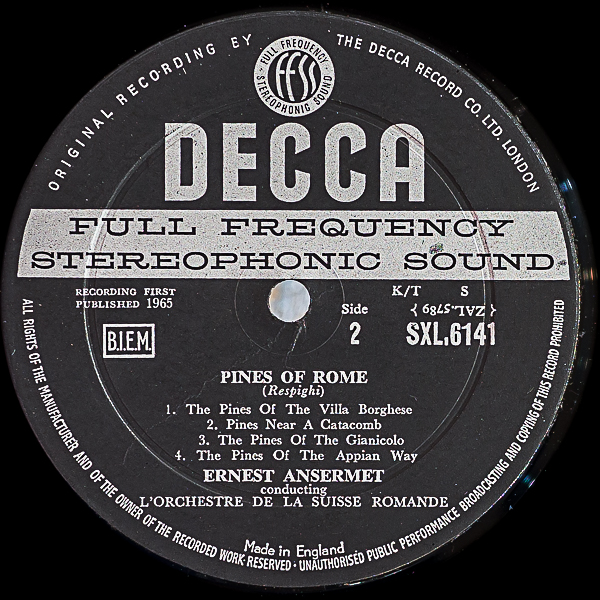 ORIGINAL RECORDING BY THE DECCA RECORD CO. LTD. LONDON
FULL FREQUENCY
FFSS
STEREOPHONIC SOUND
DECCA
FULL FREQUENCY
STEREOPHONIC SOUND
RECORDING FIRST
PUBLISHED 1965
K/T S
(ZAL.5789)
B.I.E.M.
Side
2
SXL.6141
PINES OF ROME
(Respighi)
1. The Pines Of The Villa Borghese
2. Pines Near A Catacomb
3. The Pines Of The Gianicolo
4. The Pines Of The Appian Way
ERNEST ANSERMET
conducting
L'ORCHESTRE DE LA SUISSE ROMANDE
Made in England
ALL RIGHTS OF THE MANUFACTURER AND OF THE OWNER OF THE RECORDED WORK RESERVED · UNAUTHORISED PUBLIC PERFORMANCE BROADCASTING AND COPYING OF THIS RECORD PROHIBITED